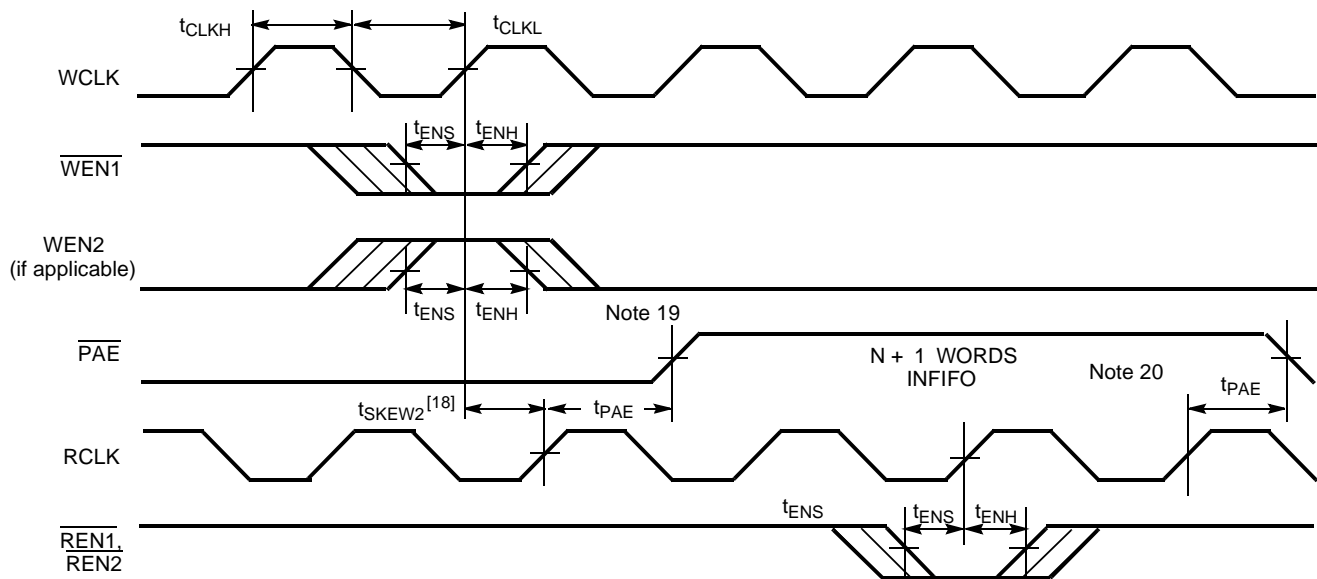 tCLKH
tCLKL
WCLK
tENS
tENH
WEN1
WEN2
(if applicable)
tENS
tENH
Note 19
PAE
N + 1 WORDS
INFIFO
Note 20
tPAE
tSKEW2[18]
tPAE
RCLK
tENS
tENS
tENH
REN1,
REN2